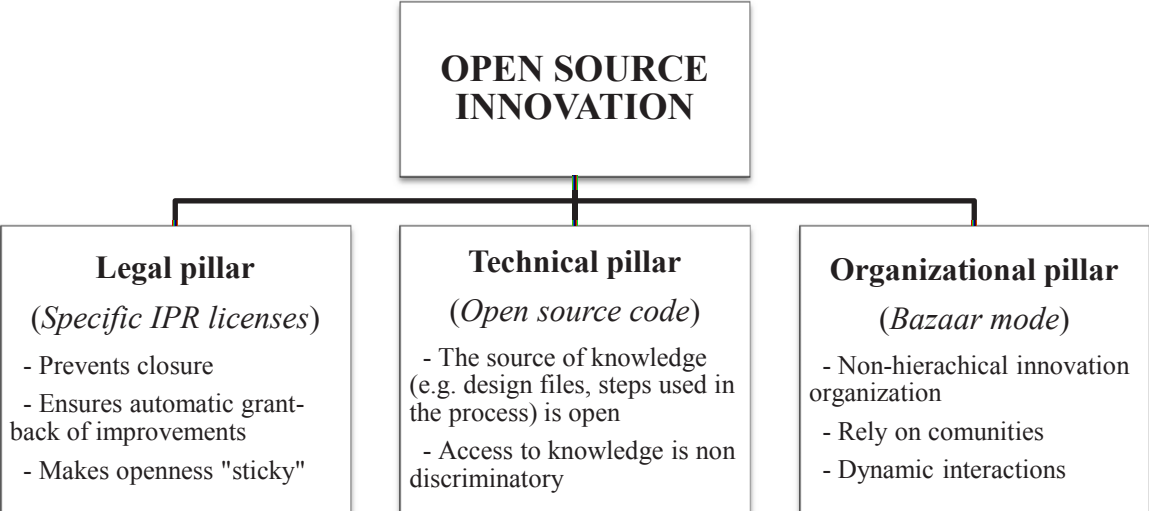 OPEN SOURCE
INNOVATION
Legal pillar
(Specific IPR licenses)
- Prevents closure
- Ensures automatic grant-
back of improvements
- Makes openness "sticky"
Technical pillar
(Open source code)
- The source of knowledge
(e.g. design files, steps used in
the process) is open
- Access to knowledge is non
discriminatory
Organizational pillar
(Bazaar mode)
- Non-hierachical innovation
organization
- Rely on comunities
- Dynamic interactions